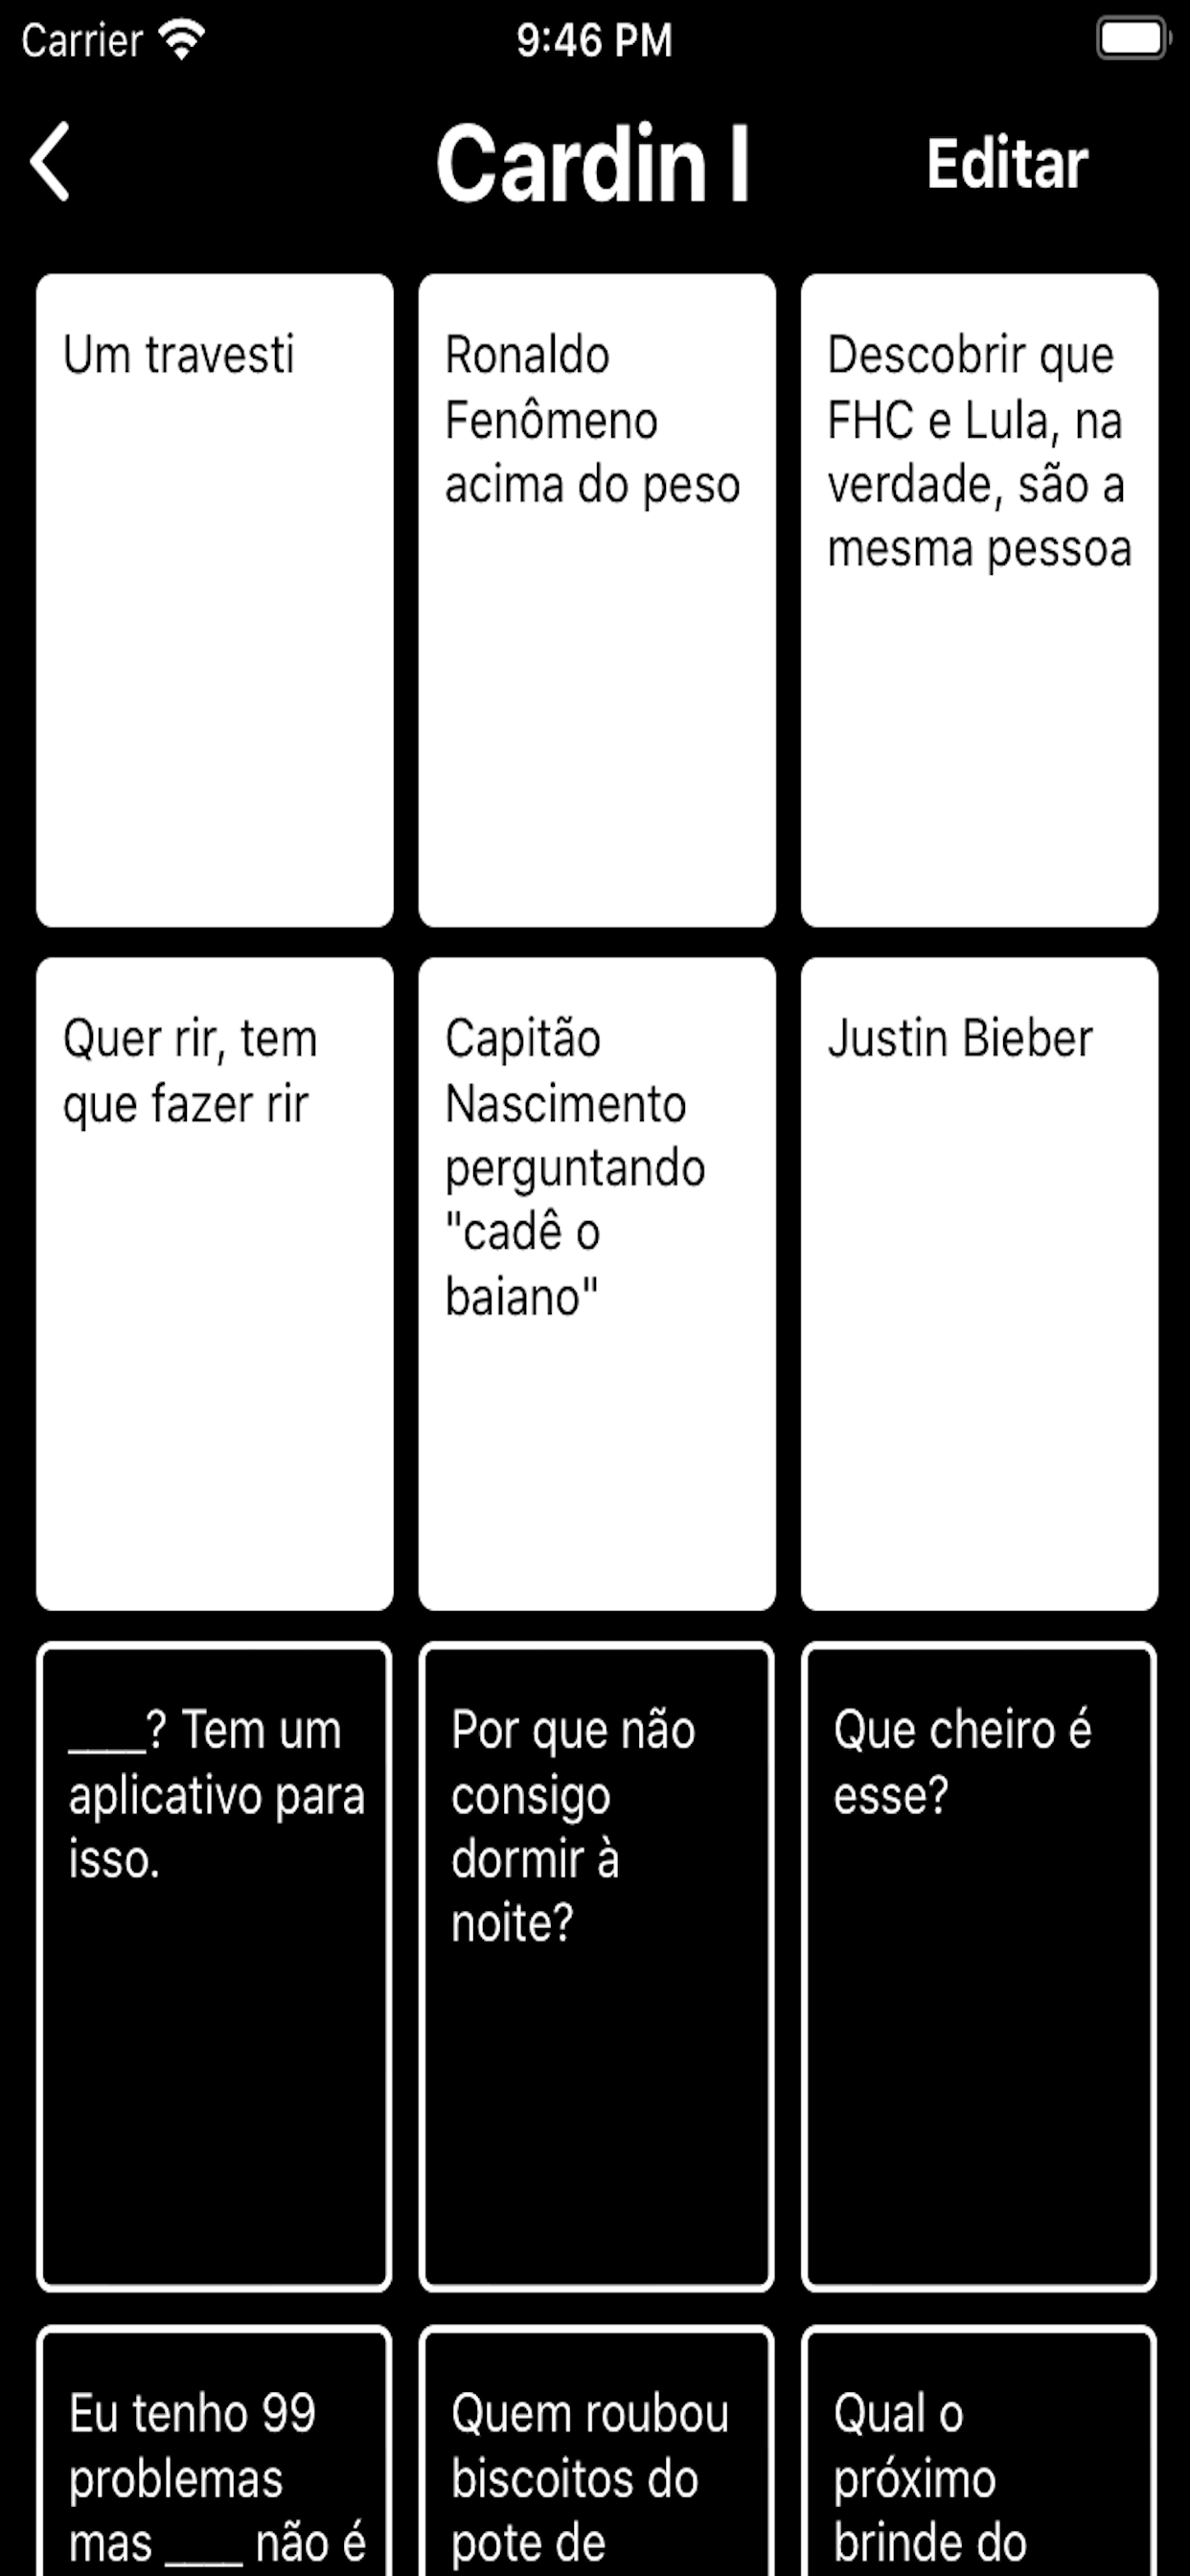 Carrier 9:46 PM
Cardin I Editar
Um travesti
Ronaldo
Fenômeno
acima do peso
Descobrir que
FHC e Lula, na
verdade, são a
mesma pessoa
Quer rir, tem
que fazer rir
Capitão
Nascimento
perguntando
"cadê o
baiano"
Justin Bieber
____? Tem um
aplicativo para
isso.
Por que não
consigo
dormir à
noite?
Que cheiro é
esse?
Eu tenho 99
problemas
mas ____ não é
Quem roubou
biscoitos do
pote de
Qual o
próximo
brinde do